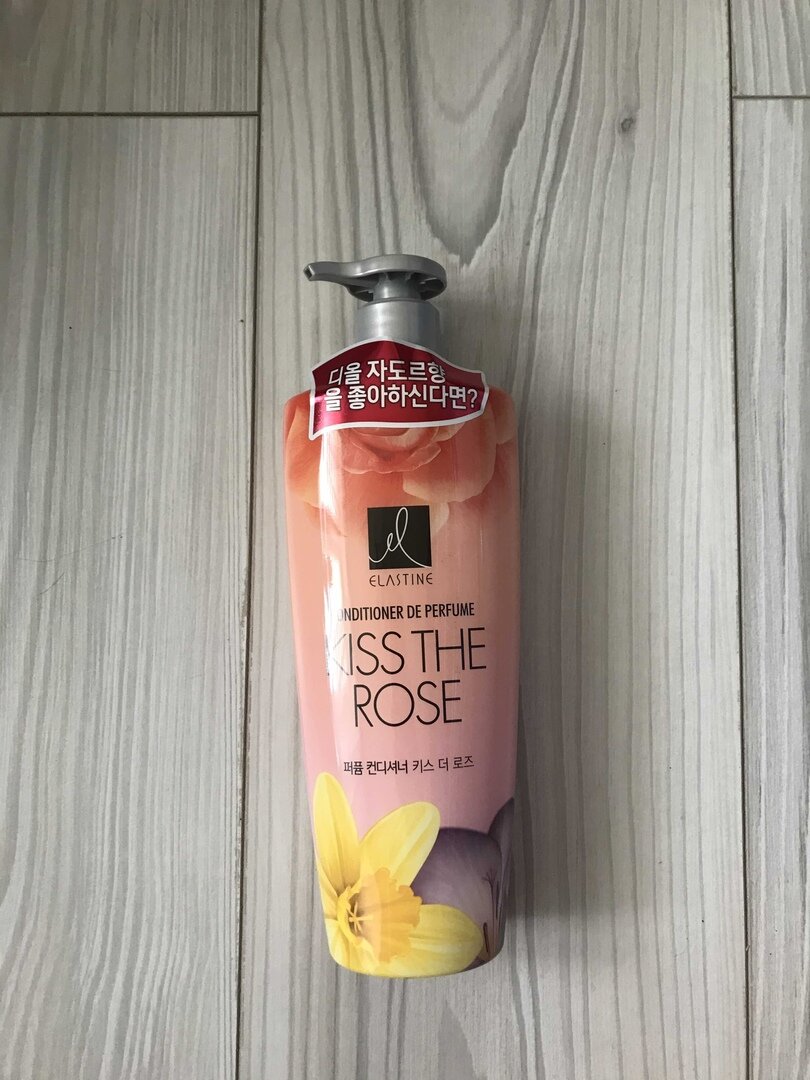 디올 자도르향
을 좋아하신다면?
el
ELASTINE
CONDITIONER DE PERFUME
KISS THE
ROSE
퍼퓸 컨디셔너 키스 더 로즈